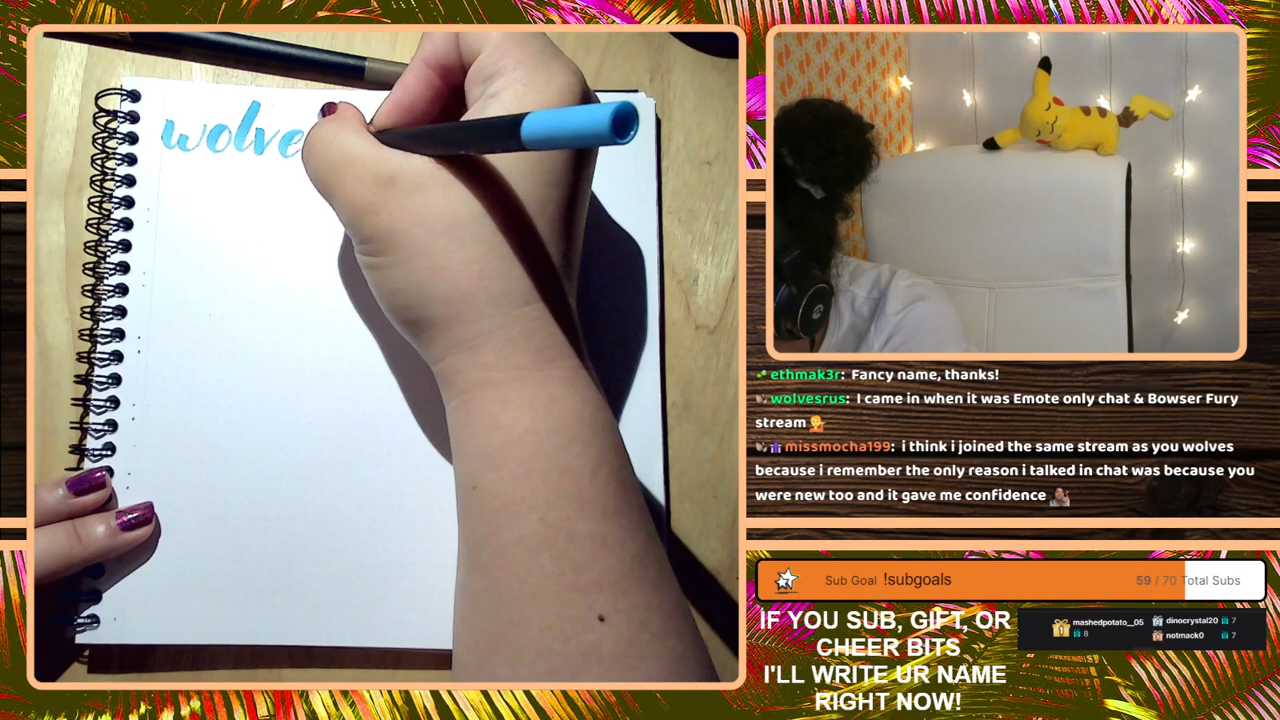 wolve
ethmak3r: Fancy name, thanks!
wolvesrus: I came in when it was Emote only chat & Bowser Fury
stream
missmocha199: i think i joined the same stream as you wolves
because i remember the only reason i talked in chat was because you
were new too and it gave me confidence
Sub Goal !subgoals 59 / 70 Total Subs
IF YOU SUB, GIFT, OR
CHEER BITS
I'LL WRITE UR NAME
RIGHT NOW!
1 mashedpotato__05 8
dinocrystal20 7
notmack0 7